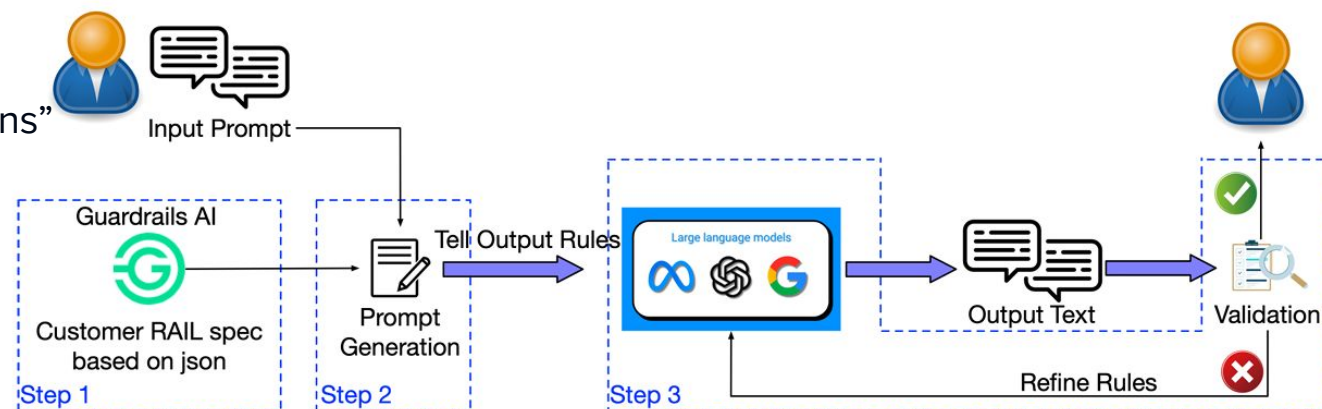 ns”
Input Prompt
Guardrails AI
Customer RAIL spec
based on json
Step 1
Prompt
Generation
Step 2
Tell Output Rules
Large language models
Output Text
Validation
Refine Rules
Step 3